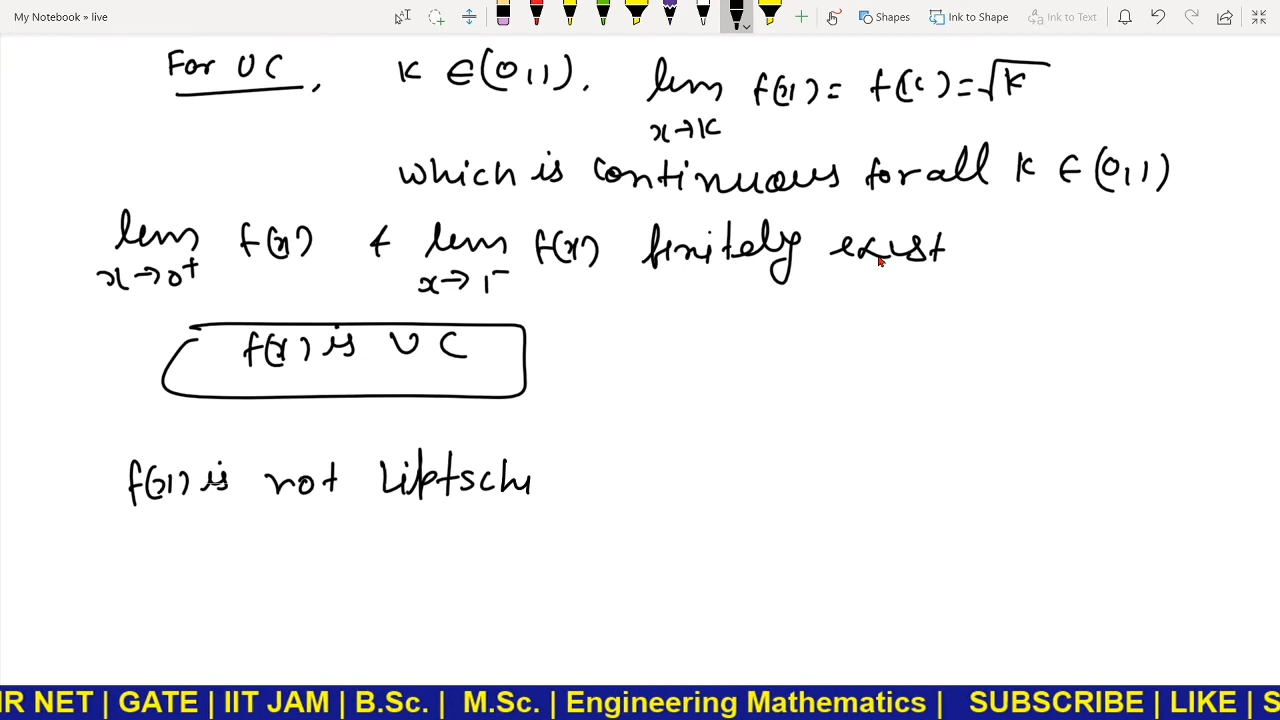 My Notebook » live
Shapes Ink to Shape Ink to Text
For UC, K ∈ (0,1). lim x→K f(x) = f(K) = √K
which is continuous for all K ∈ (0,1)
lim x→0⁺ f(x) & lim x→1⁻ f(x) finitely exist
f(x) is UC
f(x) is not Liptschi
IR NET | GATE | IIT JAM | B.Sc. | M.Sc. | Engineering Mathematics | SUBSCRIBE | LIKE | S